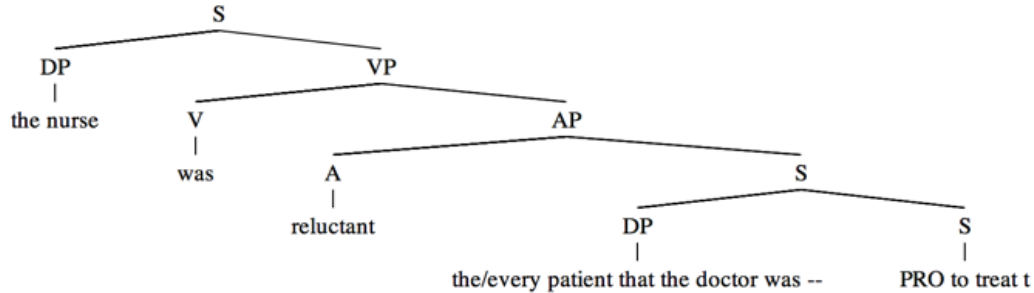 S
DP VP
the nurse V AP
was A S
reluctant DP S
the/every patient that the doctor was -- PRO to treat t